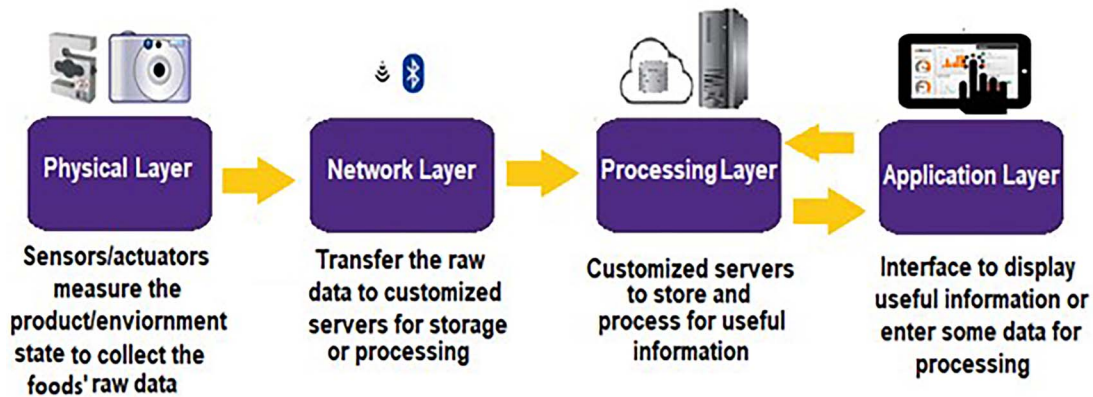 Physical Layer
Network Layer
Processing Layer
Application Layer
Sensors/actuators
measure the
product/enviornment
state to collect the
foods' raw data
Transfer the raw
data to customized
servers for storage
or processing
Customized servers
to store and
process for useful
information
Interface to display
useful information or
enter some data for
processing